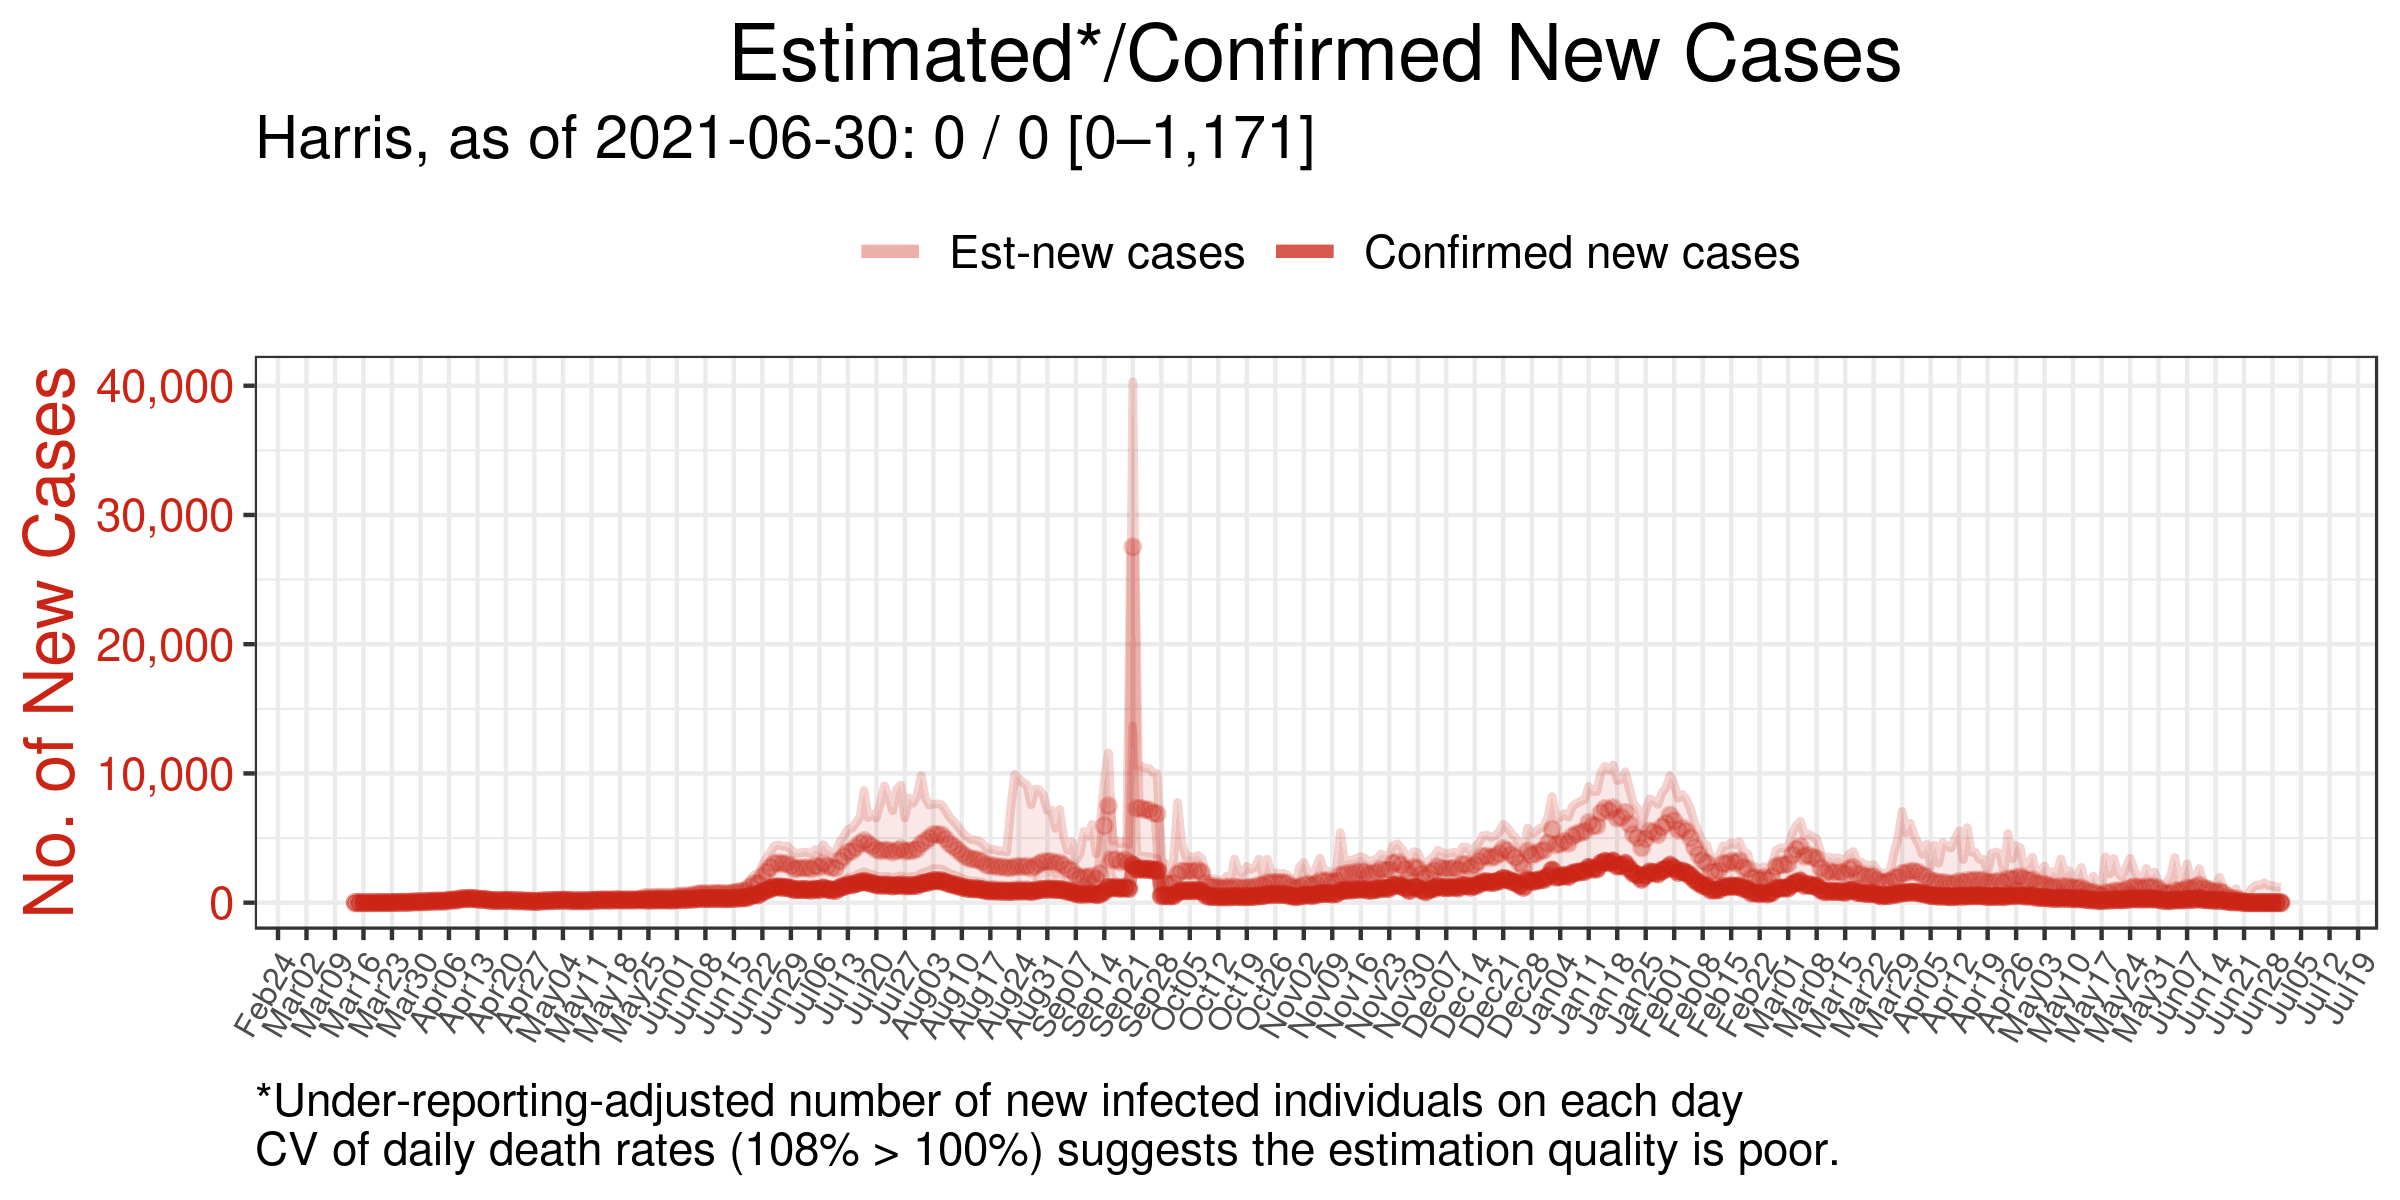 Estimated*/Confirmed New Cases
Harris, as of 2021-06-30: 0 / 0 [0–1,171]
Est-new cases
Confirmed new cases
No. of New Cases
40,000
30,000
20,000
10,000
0
Feb24
Mar02
Mar09
Mar16
Mar23
Mar30
Apr06
Apr13
Apr20
Apr27
May04
May11
May18
May25
Jun01
Jun08
Jun15
Jun22
Jun29
Jul06
Jul13
Jul20
Jul27
Aug03
Aug10
Aug17
Aug24
Aug31
Sep07
Sep14
Sep21
Sep28
Oct05
Oct12
Oct19
Oct26
Nov02
Nov09
Nov16
Nov23
Nov30
Dec07
Dec14
Dec21
Dec28
Jan04
Jan11
Jan18
Jan25
Feb01
Feb08
Feb15
Feb22
Mar01
Mar08
Mar15
Mar22
Mar29
Apr05
Apr12
Apr19
Apr26
May03
May10
May17
May24
May31
Jun07
Jun14
Jun21
Jun28
Jul05
Jul12
Jul19
*Under-reporting-adjusted number of new infected individuals on each day
CV of daily death rates (108% > 100%) suggests the estimation quality is poor.